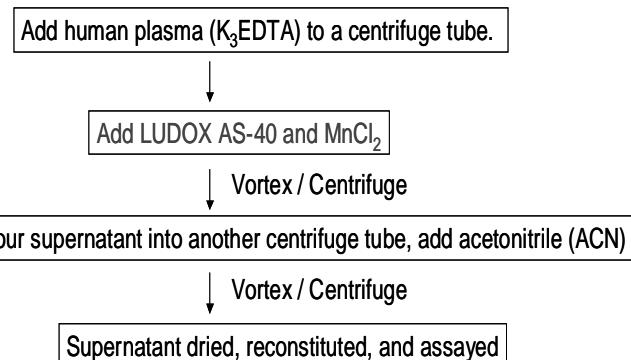 Add human plasma (K₃EDTA) to a centrifuge tube.
Add LUDOX AS-40 and MnCl₂
Vortex / Centrifuge
our supernatant into another centrifuge tube, add acetonitrile (ACN)
Vortex / Centrifuge
Supernatant dried, reconstituted, and assayed